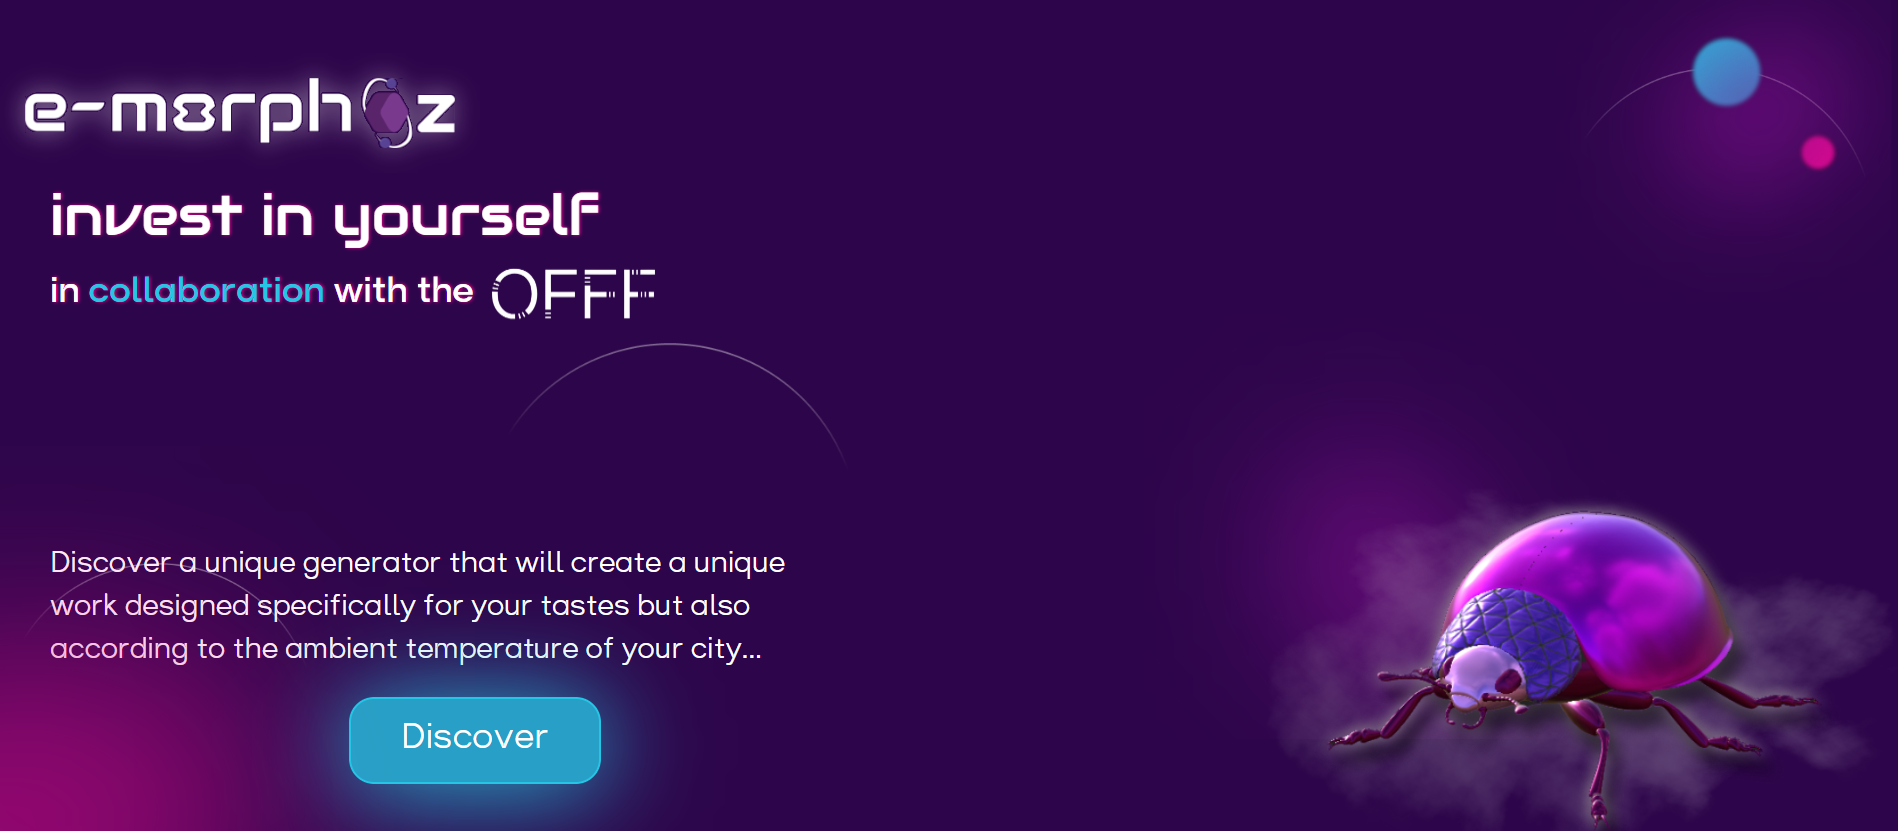 e-m8rphoz
invest in yourself
in collaboration with the OFFF
Discover a unique generator that will create a unique
work designed specifically for your tastes but also
according to the ambient temperature of your city...
Discover